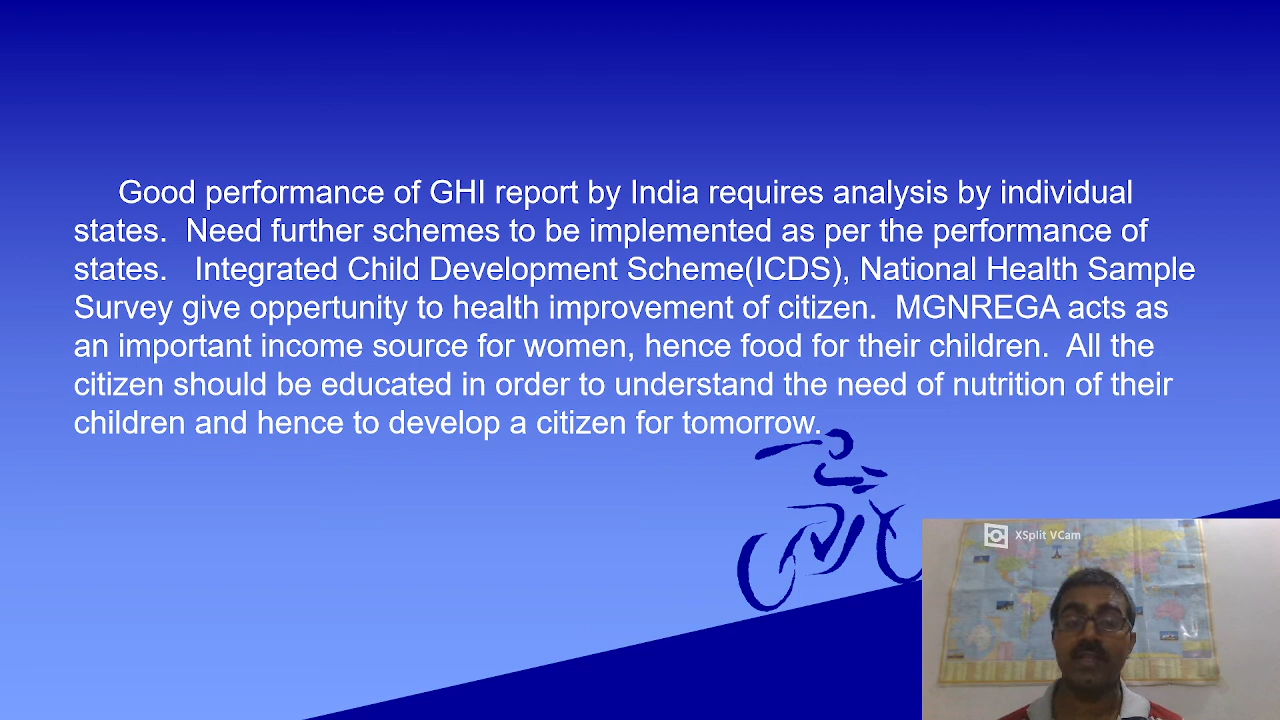 Good performance of GHI report by India requires analysis by individual
states.  Need further schemes to be implemented as per the performance of
states.   Integrated Child Development Scheme(ICDS), National Health Sample
Survey give oppertunity to health improvement of citizen.  MGNREGA acts as
an important income source for women, hence food for their children.  All the
citizen should be educated in order to understand the need of nutrition of their
children and hence to develop a citizen for tomorrow.
XSplit VCam